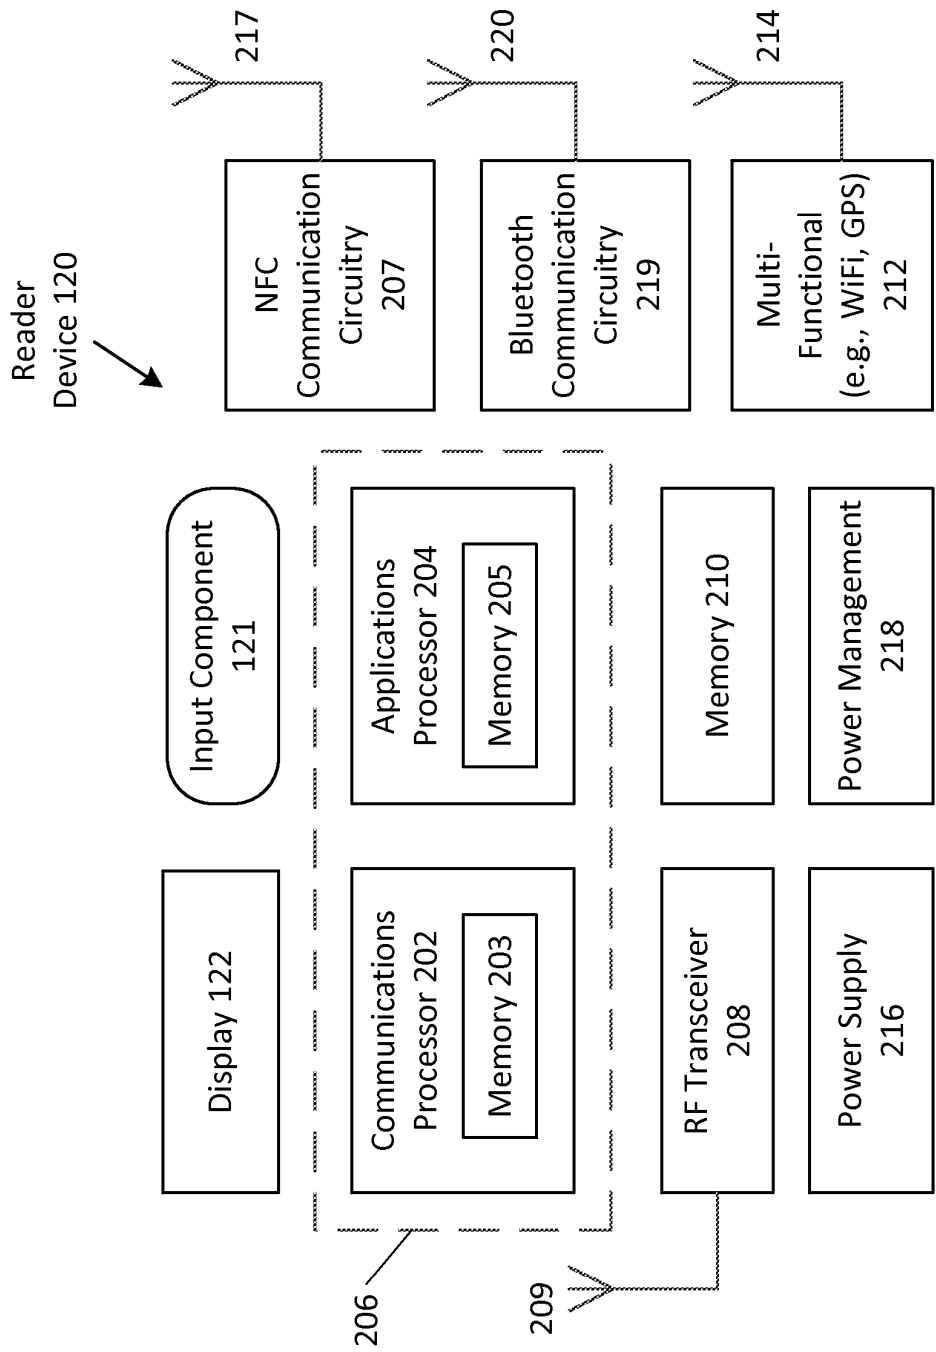 Reader
Device 120
Display 122
Input Component
121
NFC
Communication
Circuitry
207
217
206
Communications
Processor 202
Memory 203
Applications
Processor 204
Memory 205
Bluetooth
Communication
Circuitry
219
220
209
RF Transceiver
208
Memory 210
Multi-
Functional
(e.g., WiFi, GPS)
212
214
Power Supply
216
Power Management
218